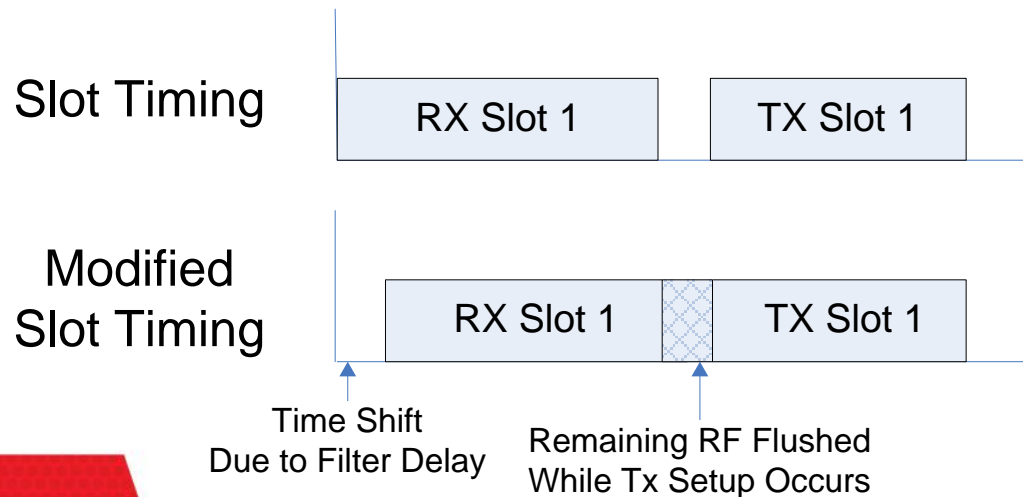 Slot Timing
RX Slot 1
TX Slot 1
Modified
Slot Timing
RX Slot 1
TX Slot 1
Time Shift
Due to Filter Delay
Remaining RF Flushed
While Tx Setup Occurs